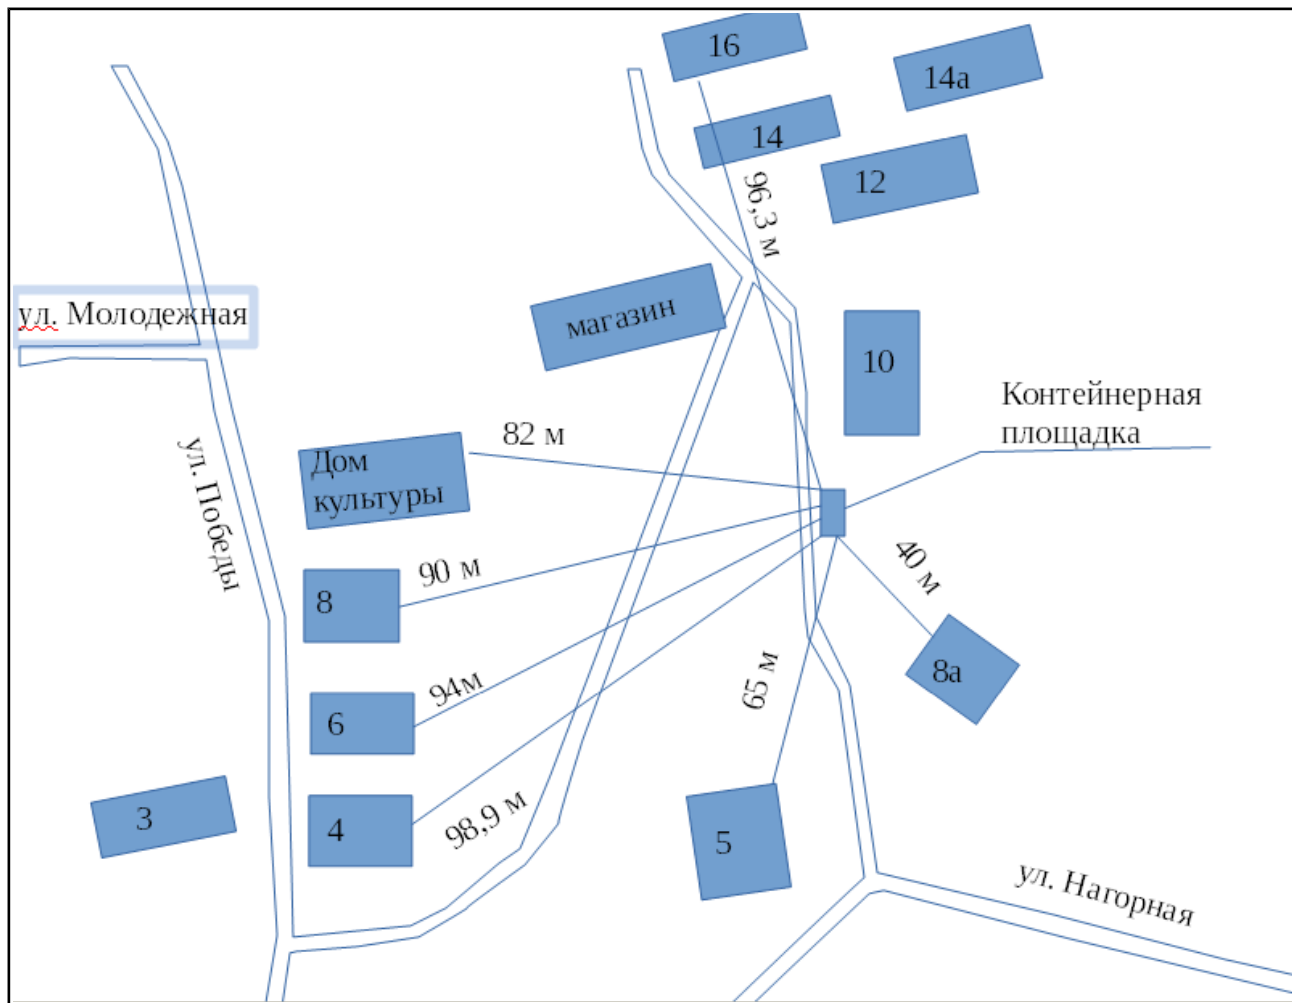 16
14а
14
12
96,3 м
ул. Молодежная
магазин
10
Контейнерная
площадка
82 м
ул. Победы
Дом
культуры
90 м
40 м
8
94м
65 м
8а
6
3
4
98,9 м
5
ул. Нагорная